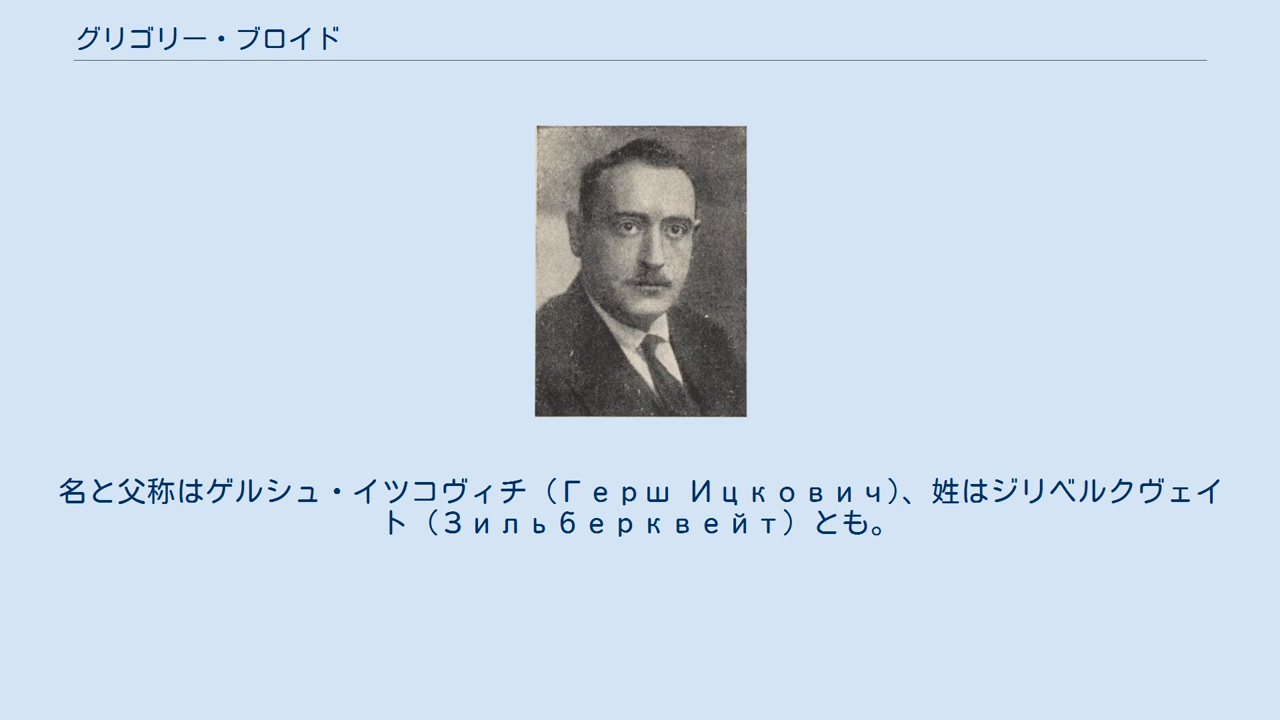 グリゴリー・ブロイド
名と父称はゲルシュ・イツコヴィチ（Герш Ицкович）、姓はジリベルクヴェイ
ト（Зильберквейт）とも。